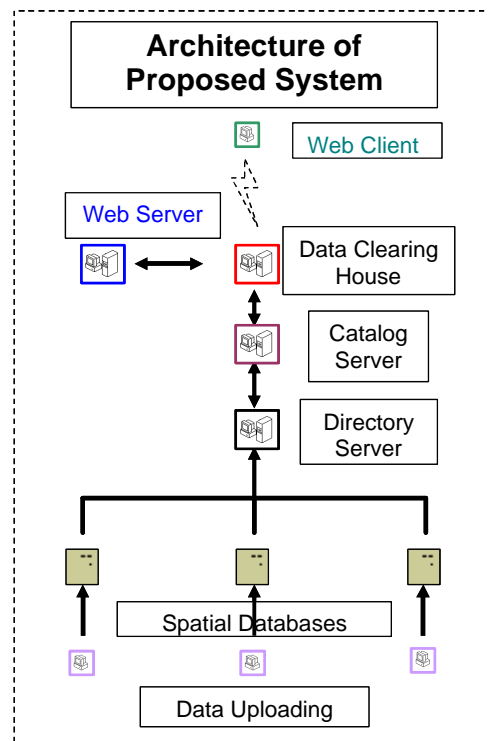 Architecture of
Proposed System
Web Client
Web Server
Data Clearing
House
Catalog
Server
Directory
Server
Spatial Databases
Data Uploading